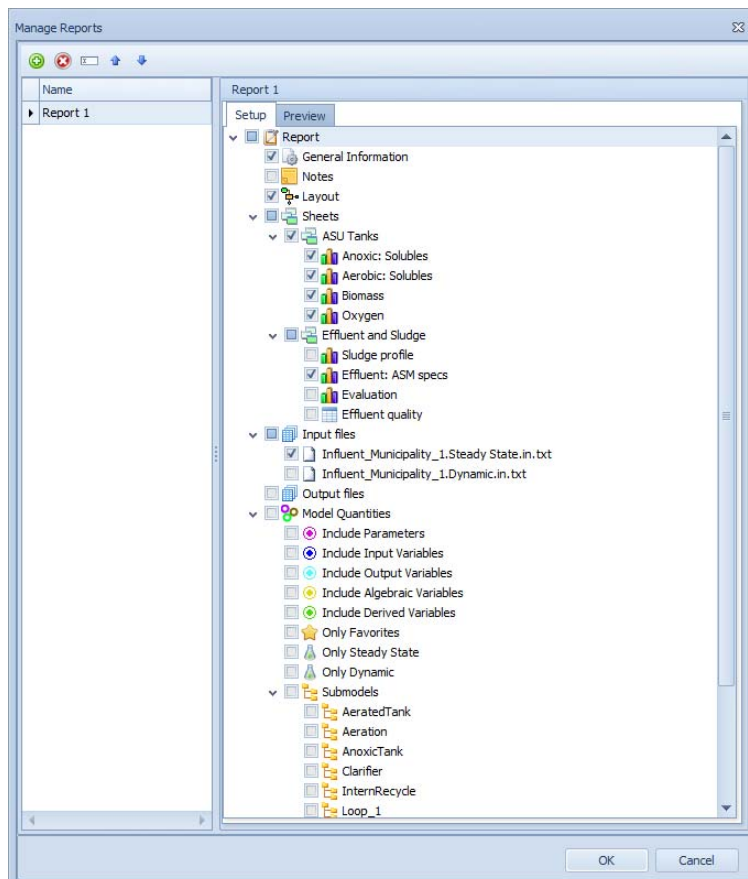 Manage Reports
Name
Report 1
Report 1
Setup Preview
Report
General Information
Notes
Layout
Sheets
ASU Tanks
Anoxic: Solubles
Aerobic: Solubles
Biomass
Oxygen
Effluent and Sludge
Sludge profile
Effluent: ASM specs
Evaluation
Effluent quality
Input files
Influent_Municipality_1.Steady State.in.txt
Influent_Municipality_1.Dynamic.in.txt
Output files
Model Quantities
Include Parameters
Include Input Variables
Include Output Variables
Include Algebraic Variables
Include Derived Variables
Only Favorites
Only Steady State
Only Dynamic
Submodels
AeratedTank
Aeration
AnoxicTank
Clarifier
InternRecycle
Loop_1
OK Cancel